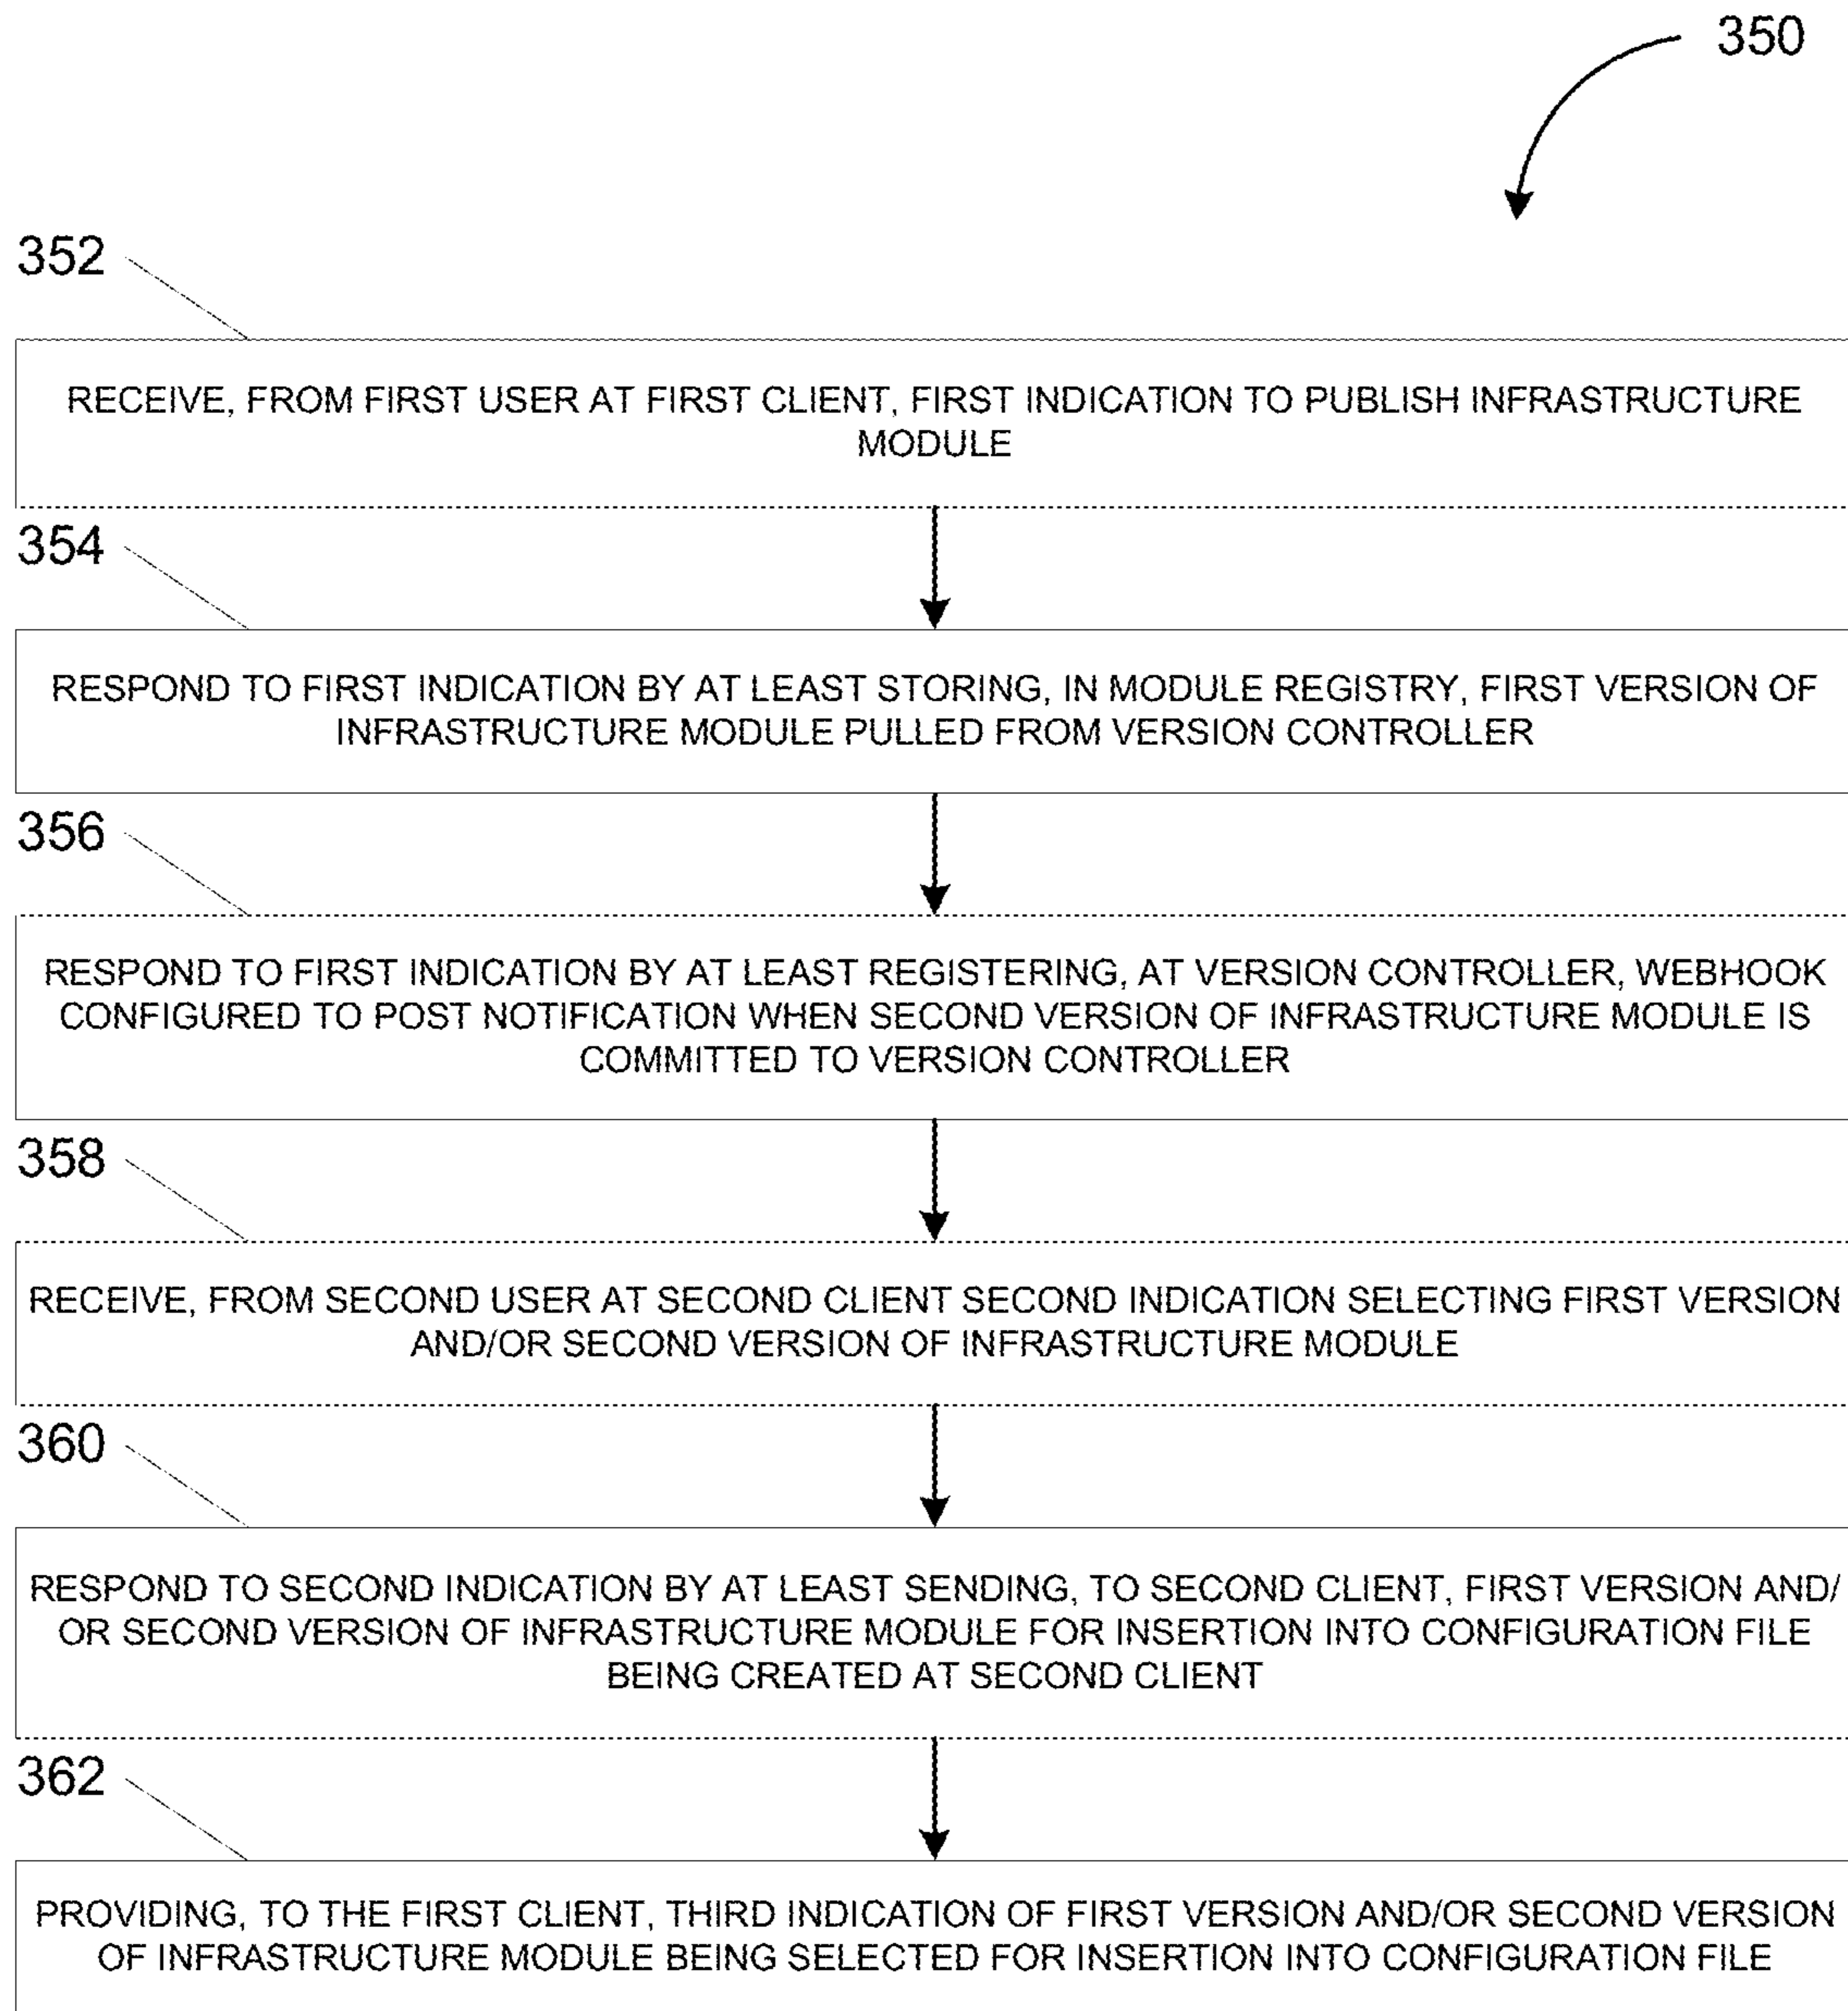 350
352
RECEIVE, FROM FIRST USER AT FIRST CLIENT, FIRST INDICATION TO PUBLISH INFRASTRUCTURE
MODULE
354
RESPOND TO FIRST INDICATION BY AT LEAST STORING, IN MODULE REGISTRY, FIRST VERSION OF
INFRASTRUCTURE MODULE PULLED FROM VERSION CONTROLLER
356
RESPOND TO FIRST INDICATION BY AT LEAST REGISTERING, AT VERSION CONTROLLER, WEBHOOK
CONFIGURED TO POST NOTIFICATION WHEN SECOND VERSION OF INFRASTRUCTURE MODULE IS
COMMITTED TO VERSION CONTROLLER
358
RECEIVE, FROM SECOND USER AT SECOND CLIENT SECOND INDICATION SELECTING FIRST VERSION
AND/OR SECOND VERSION OF INFRASTRUCTURE MODULE
360
RESPOND TO SECOND INDICATION BY AT LEAST SENDING, TO SECOND CLIENT, FIRST VERSION AND/
OR SECOND VERSION OF INFRASTRUCTURE MODULE FOR INSERTION INTO CONFIGURATION FILE
BEING CREATED AT SECOND CLIENT
362
PROVIDING, TO THE FIRST CLIENT, THIRD INDICATION OF FIRST VERSION AND/OR SECOND VERSION
OF INFRASTRUCTURE MODULE BEING SELECTED FOR INSERTION INTO CONFIGURATION FILE